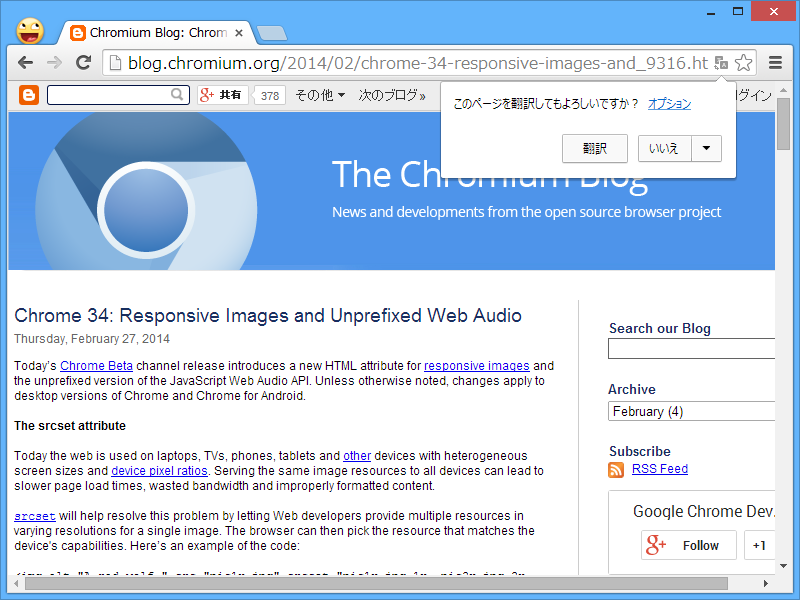 Chromium Blog: Chrom
blog.chromium.org/2014/02/chrome-34-responsive-images-and_9316.ht
共有 378 その他 次のブログ» グイン
このページを翻訳してもよろしいですか？ オプション
翻訳 いいえ
The Chromium Blog
News and developments from the open source browser project
Chrome 34: Responsive Images and Unprefixed Web Audio
Thursday, February 27, 2014
Today's Chrome Beta channel release introduces a new HTML attribute for responsive images and
the unprefixed version of the JavaScript Web Audio API. Unless otherwise noted, changes apply to
desktop versions of Chrome and Chrome for Android.
The srcset attribute
Today the web is used on laptops, TVs, phones, tablets and other devices with heterogeneous
screen sizes and device pixel ratios. Serving the same image resources to all devices can lead to
slower page load times, wasted bandwidth and improperly formatted content.
srcset will help resolve this problem by letting Web developers provide multiple resources in
varying resolutions for a single image. The browser can then pick the resource that matches the
device's capabilities. Here's an example of the code:
Search our Blog
Archive
February (4)
Subscribe
RSS Feed
Google Chrome Dev.
Follow +1